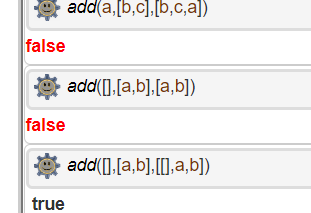 add(a,[b,c],[b,c,a])
false
add([],[a,b],[a,b])
false
add([],[a,b],[[],a,b])
true